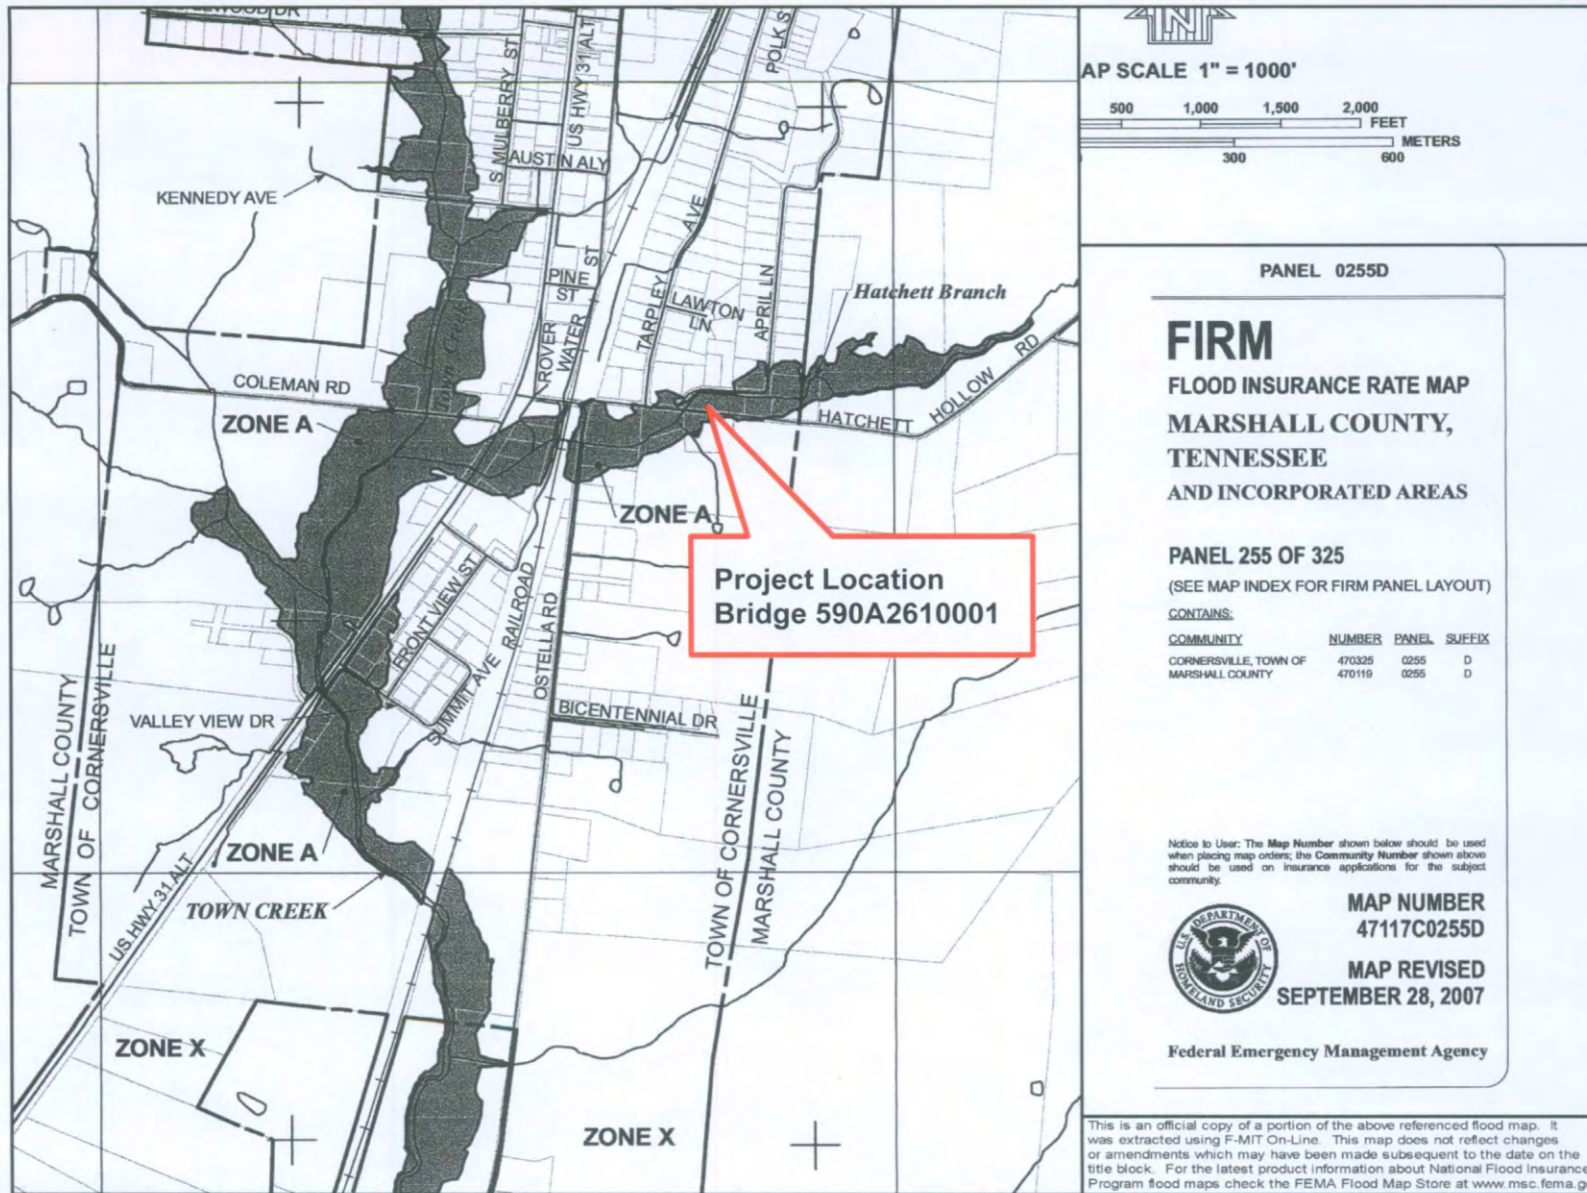 S MULBERRY ST
US HWY 31 ALT
POLK S
AUSTIN ALY
KENNEDY AVE
PINE
ST
TARPLEY AVE
LAWTON
LN
APRIL LN
Hatchett Branch
ROVER
WATER
Town Creek
COLEMAN RD
ZONE A
HATCHETT HOLLOW RD
ZONE A
Project Location
Bridge 590A2610001
FRONTVIEW ST
SUMMIT AVE
RAILROAD
OSTELLA RD
BICENTENNIAL DR
VALLEY VIEW DR
MARSHALL COUNTY
TOWN OF CORNERSVILLE
TOWN OF CORNERSVILLE
MARSHALL COUNTY
ZONE A
TOWN CREEK
US HWY 31 ALT
ZONE X
ZONE X
N
AP SCALE 1" = 1000'
500 1,000 1,500 2,000
FEET
METERS
300 600
PANEL 0255D
FIRM
FLOOD INSURANCE RATE MAP
MARSHALL COUNTY,
TENNESSEE
AND INCORPORATED AREAS
PANEL 255 OF 325
(SEE MAP INDEX FOR FIRM PANEL LAYOUT)
CONTAINS:
COMMUNITY NUMBER PANEL SUFFIX
CORNERSVILLE, TOWN OF 470325 0255 D
MARSHALL COUNTY 470119 0255 D
Notice to User: The Map Number shown below should be used
when placing map orders; the Community Number shown above
should be used on insurance applications for the subject
community.
U.S. DEPARTMENT OF
HOMELAND SECURITY
MAP NUMBER
47117C0255D
MAP REVISED
SEPTEMBER 28, 2007
Federal Emergency Management Agency
This is an official copy of a portion of the above referenced flood map. It
was extracted using F-MIT On-Line. This map does not reflect changes
or amendments which may have been made subsequent to the date on the
title block. For the latest product information about National Flood Insurance
Program flood maps check the FEMA Flood Map Store at www.msc.fema.g